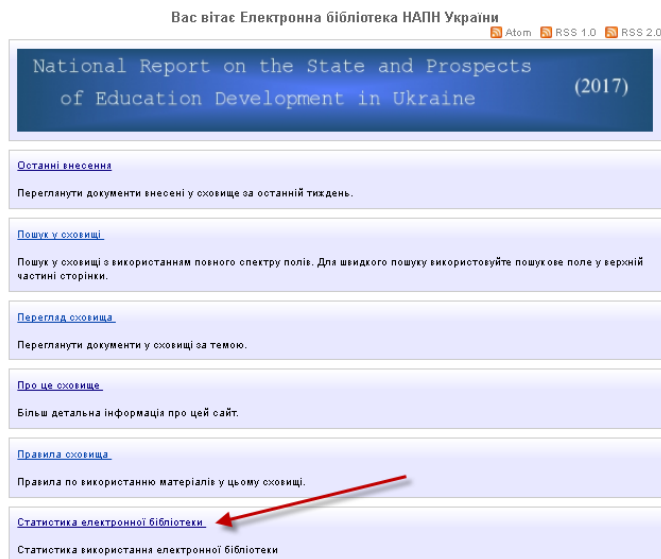 Вас вітає Електронна бібліотека НАПН України
Atom RSS 1.0 RSS 2.0
National Report on the State and Prospects
of Education Development in Ukraine
(2017)
Останні внесення
Переглянути документи внесені у сховище за останній тиждень.
Пошук у сховищі
Пошук у сховищі з використанням повного спектру полів. Для швидкого пошуку використовуйте пошукове поле у верхній
частині сторінки.
Перегляд сховища
Переглянути документи у сховищі за темою.
Про це сховище
Більш детальна інформація про цей сайт.
Правила сховища
Правила по використанню матеріалів у цьому сховищі.
Статистика електронної бібліотеки
Статистика використання електронної бібліотеки